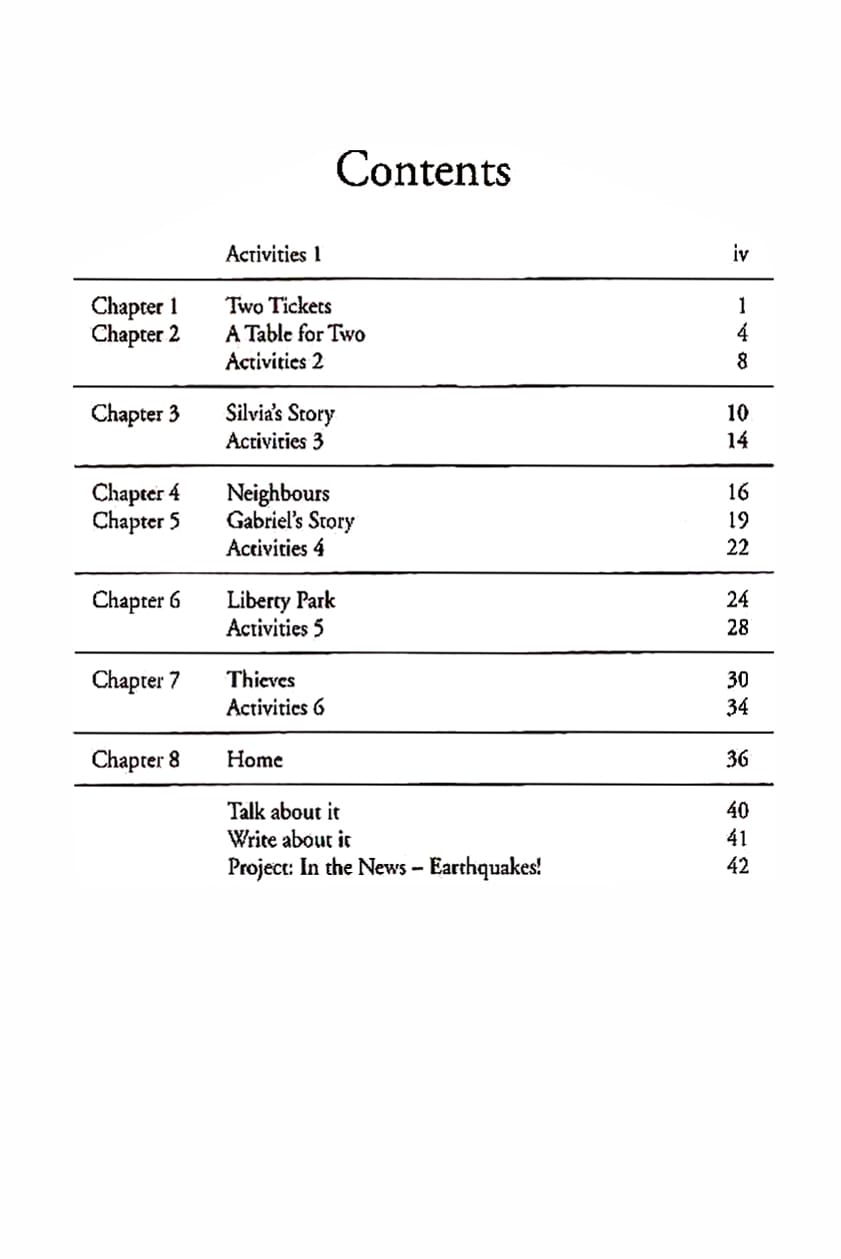 Contents
Activities 1 iv
Chapter 1 Two Tickets 1
Chapter 2 A Table for Two 4
Activities 2 8
Chapter 3 Silvia's Story 10
Activities 3 14
Chapter 4 Neighbours 16
Chapter 5 Gabriel's Story 19
Activities 4 22
Chapter 6 Liberty Park 24
Activities 5 28
Chapter 7 Thieves 30
Activities 6 34
Chapter 8 Home 36
Talk about it 40
Write about it 41
Project: In the News – Earthquakes! 42